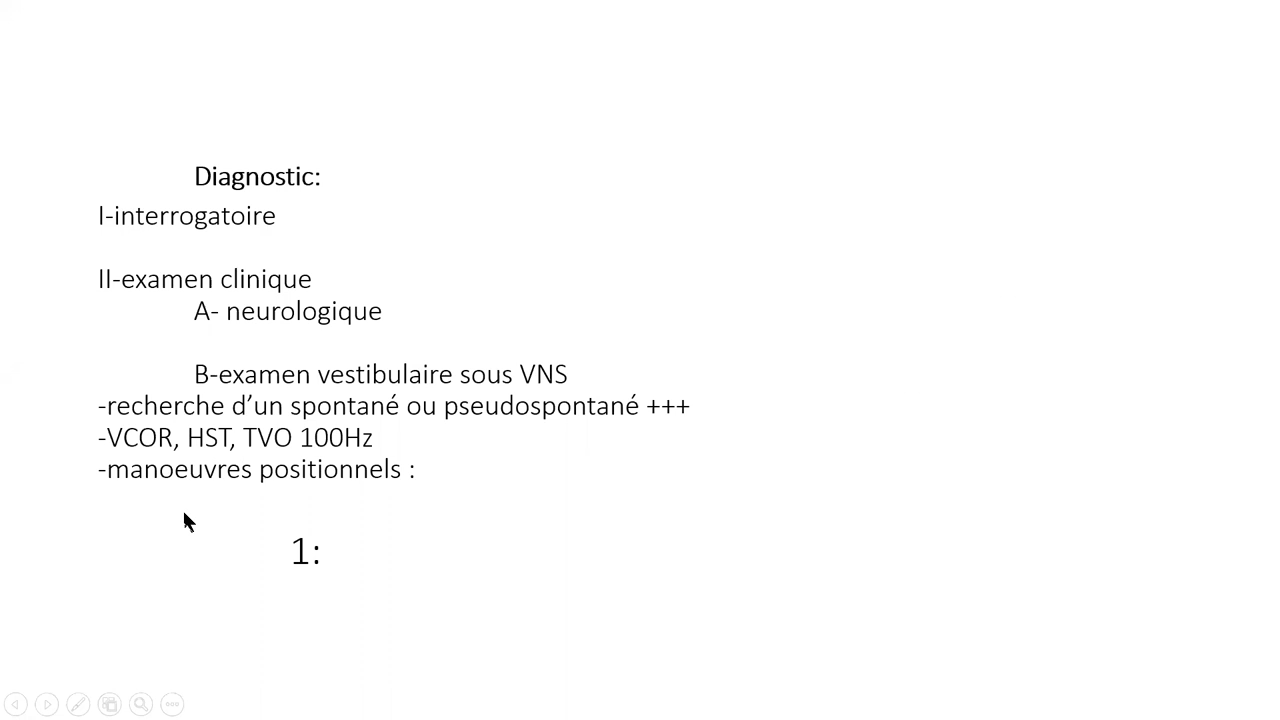 Diagnostic:
I-interrogatoire
II-examen clinique
A- neurologique
B-examen vestibulaire sous VNS
-recherche d’un spontané ou pseudospontané +++
-VCOR, HST, TVO 100Hz
-manoeuvres positionnels :
1: